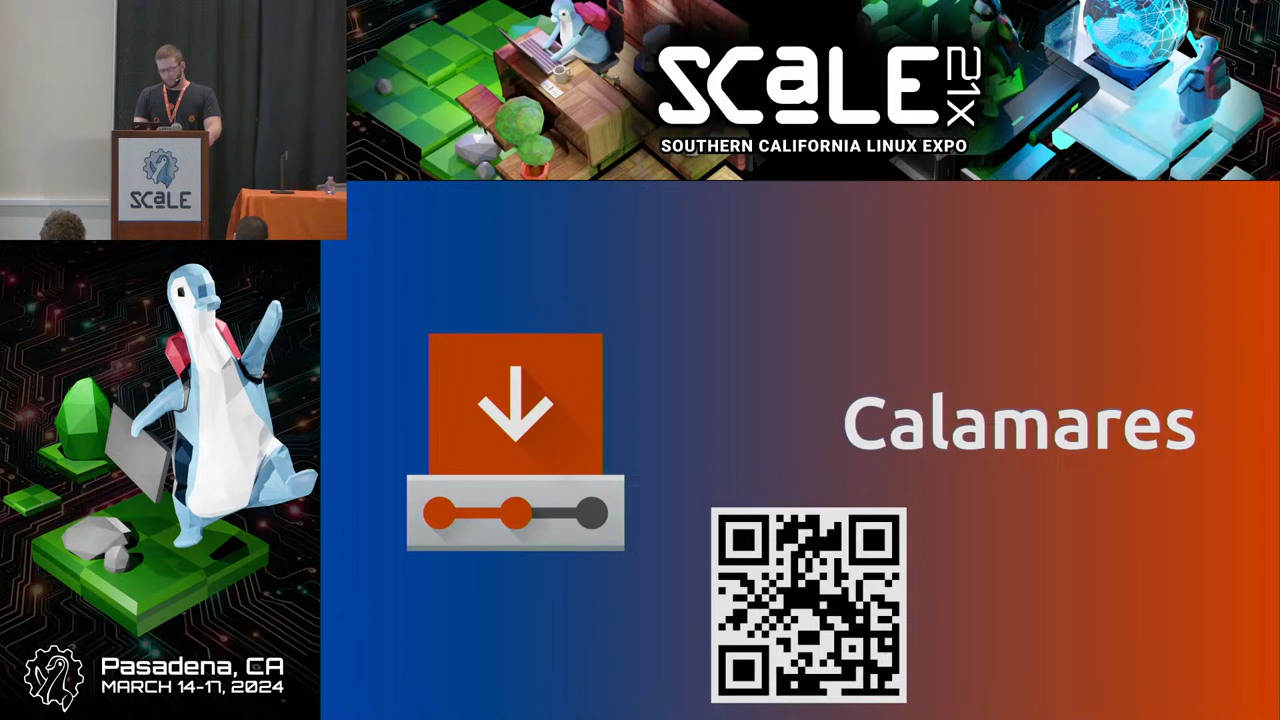 SCALE 21X
SOUTHERN CALIFORNIA LINUX EXPO
SCALE
Calamares
Pasadena, CA
MARCH 14-17, 2024